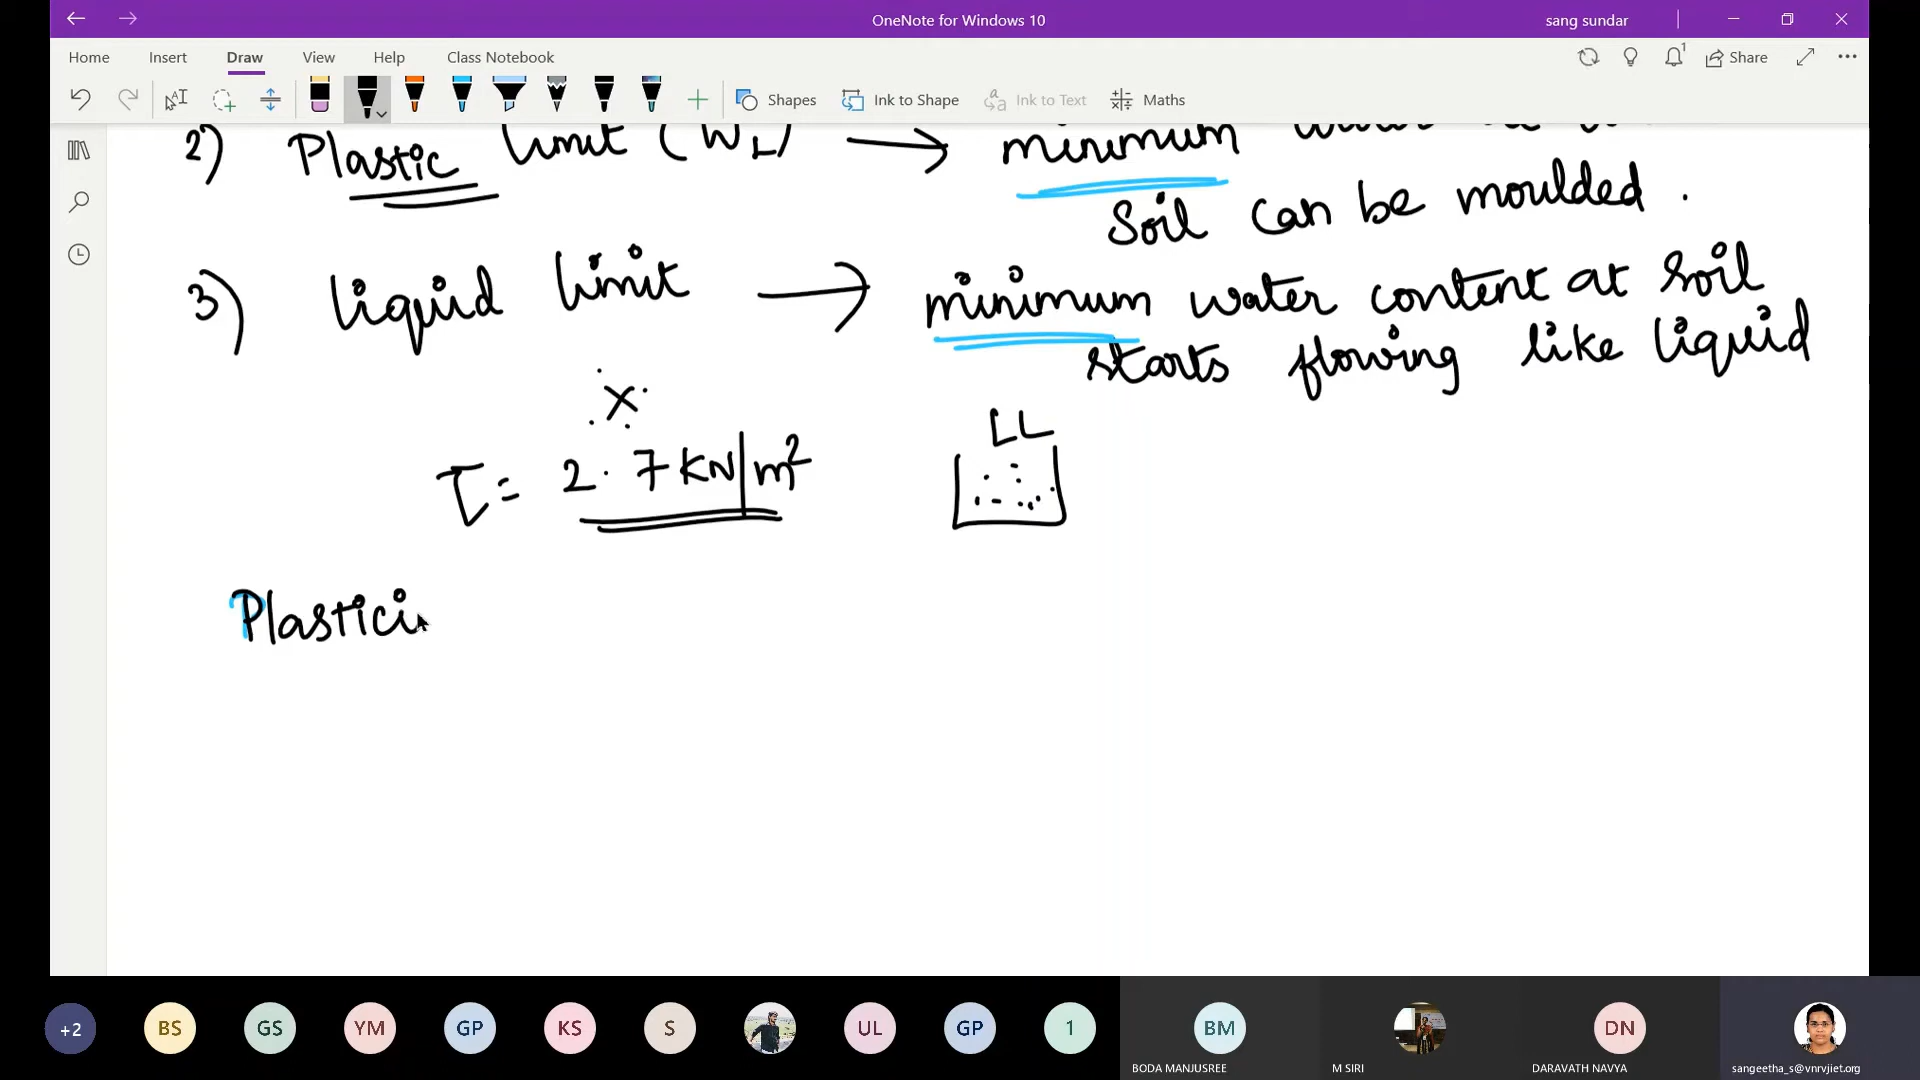 OneNote for Windows 10
sang sundar
Home Insert Draw View Help Class Notebook
1
Share
Shapes Ink to Shape Ink to Text Maths
2) Plastic limit (WL) → minimum water
Soil can be moulded.
3) liquid limit → minimum water content at soil
starts flowing like liquid
X
LL
τ = 2.7 KN/m²
Plastici
+2 BS GS YM GP KS S UL GP 1 BM DN
BODA MANJUSREE M SIRI DARAVATH NAVYA sangeetha_s@vnrvjiet.org